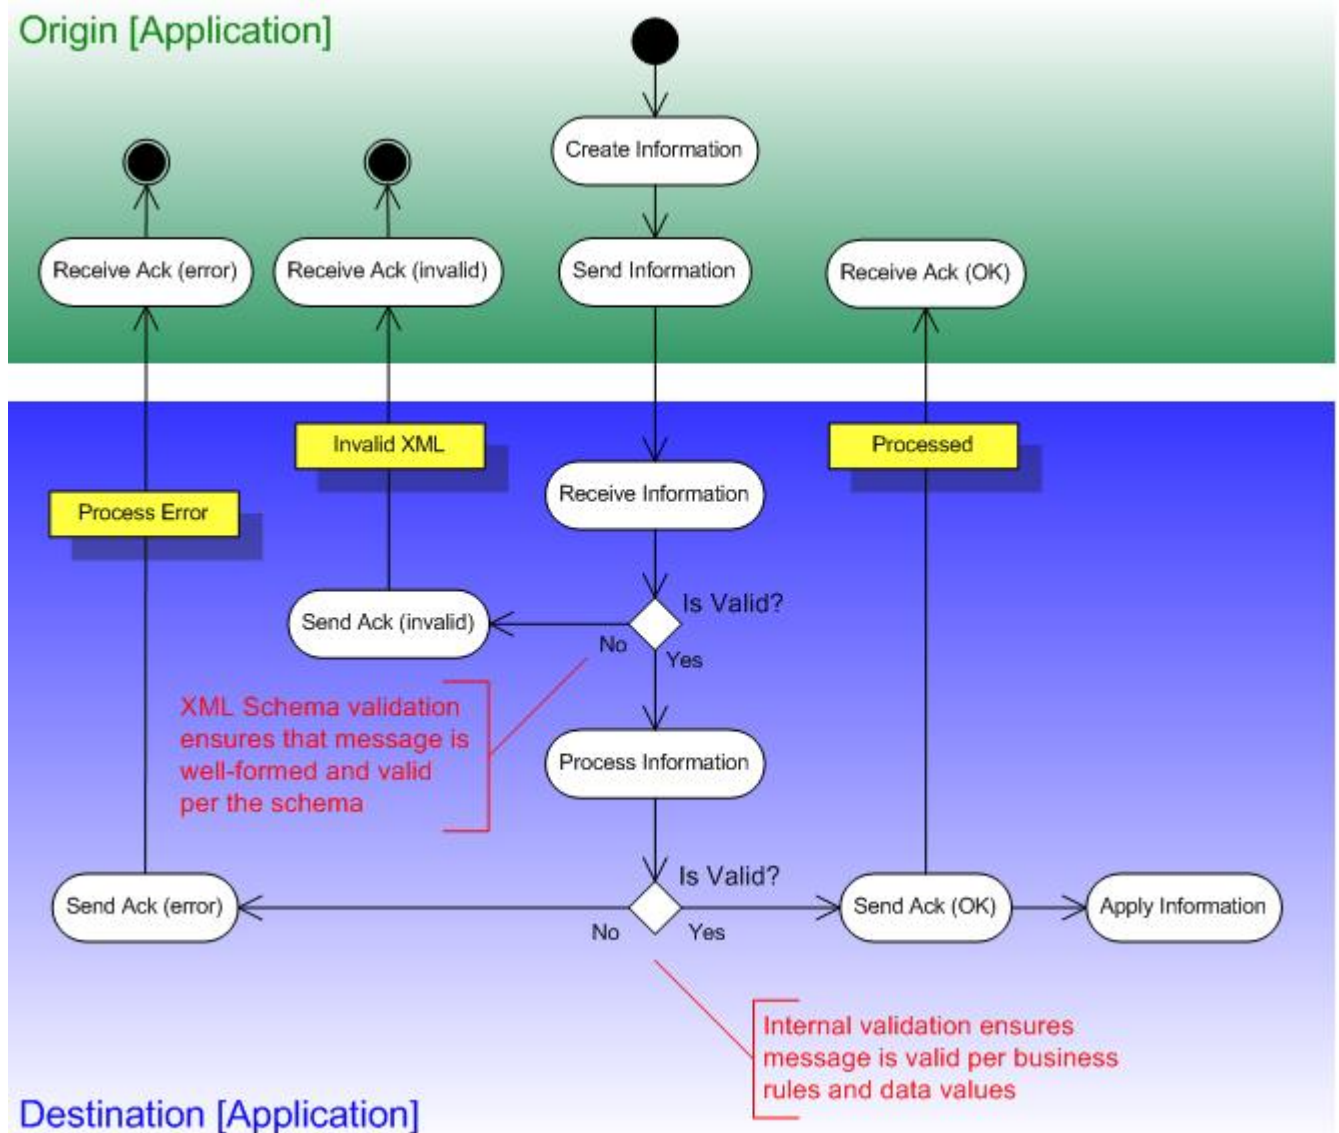 Origin [Application]
Create Information
Receive Ack (error)
Receive Ack (invalid)
Send Information
Receive Ack (OK)
Invalid XML
Processed
Process Error
Receive Information
Is Valid?
Send Ack (invalid)
No
Yes
XML Schema validation
ensures that message is
well-formed and valid
per the schema
Process Information
Is Valid?
Send Ack (error)
Send Ack (OK)
Apply Information
No
Yes
Internal validation ensures
message is valid per business
rules and data values
Destination [Application]